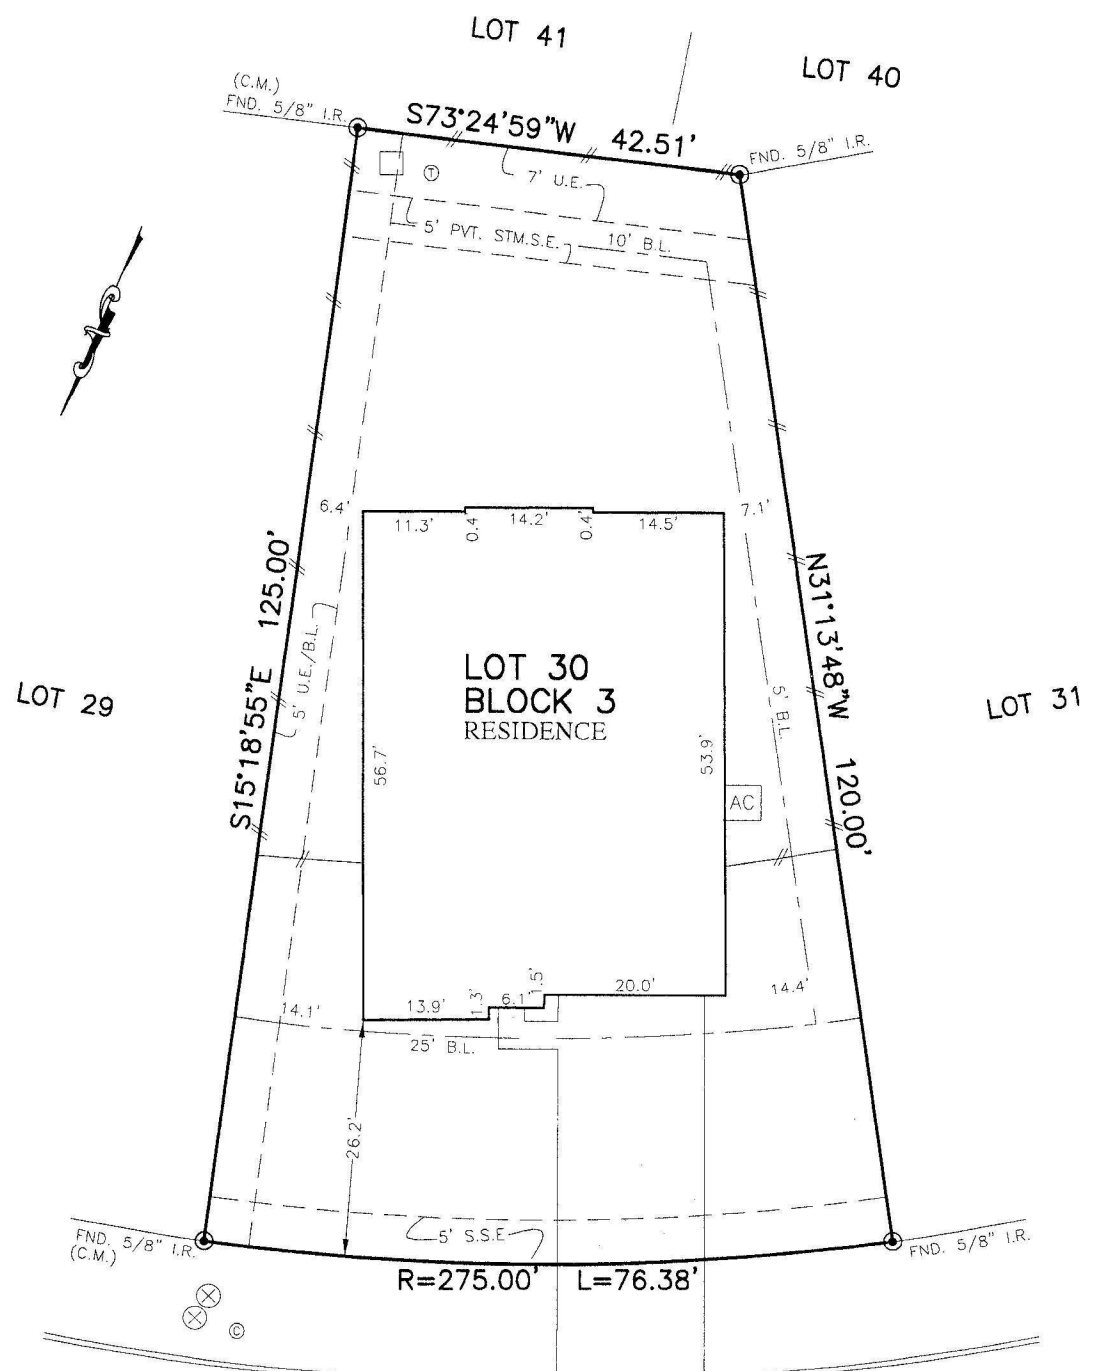 LOT 41
LOT 40
(C.M.)
FND. 5/8" I.R.
S73°24'59"W 42.51'
FND. 5/8" I.R.
T
7' U.E.
5' PVT. STM.S.E.
10' B.L.
6.4'
11.3'
0.4'
14.2'
0.4'
14.5'
7.1'
S15°18'55"E 125.00'
N31°13'48"W 120.00'
5' U.E./B.L.
LOT 30
BLOCK 3
RESIDENCE
LOT 29
LOT 31
5' B.L.
56.7'
53.9'
AC
14.1'
13.9'
1.3'
6.1'
1.5'
20.0'
14.4'
25' B.L.
26.2'
5' S.S.E
FND. 5/8" I.R.
(C.M.)
FND. 5/8" I.R.
R=275.00' L=76.38'
C